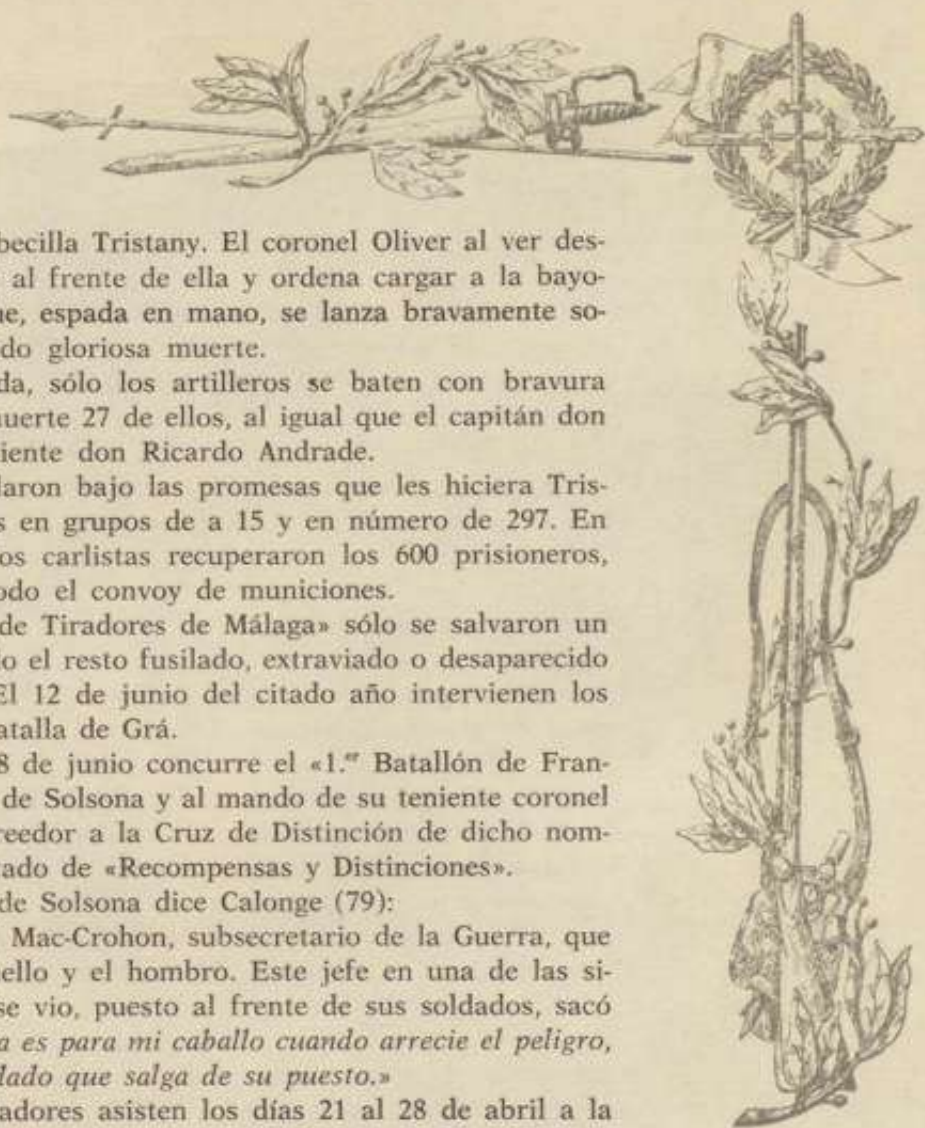 becilla Tristany. El coronel Oliver al ver des-
al frente de ella y ordena cargar a la bayo-
ne, espada en mano, se lanza bravamente so-
do gloriosa muerte.
da, sólo los artilleros se baten con bravura
nuerte 27 de ellos, al igual que el capitán don
iente don Ricardo Andrade.
laron bajo las promesas que les hiciera Tris-
s en grupos de a 15 y en número de 297. En
os carlistas recuperaron los 600 prisioneros,
odo el convoy de municiones.
de Tiradores de Málaga» sólo se salvaron un
o el resto fusilado, extraviado o desaparecido
El 12 de junio del citado año intervienen los
atalla de Grá.
8 de junio concurre el «1.er Batallón de Fran-
de Solsona y al mando de su teniente coronel
reedor a la Cruz de Distinción de dicho nom-
tado de «Recompensas y Distinciones».
de Solsona dice Calonge (79):
Mac-Crohon, subsecretario de la Guerra, que
ello y el hombro. Este jefe en una de las si-
se vio, puesto al frente de sus soldados, sacó
a es para mi caballo cuando arrecie el peligro,
dado que salga de su puesto.»
adores asisten los días 21 al 28 de abril a la